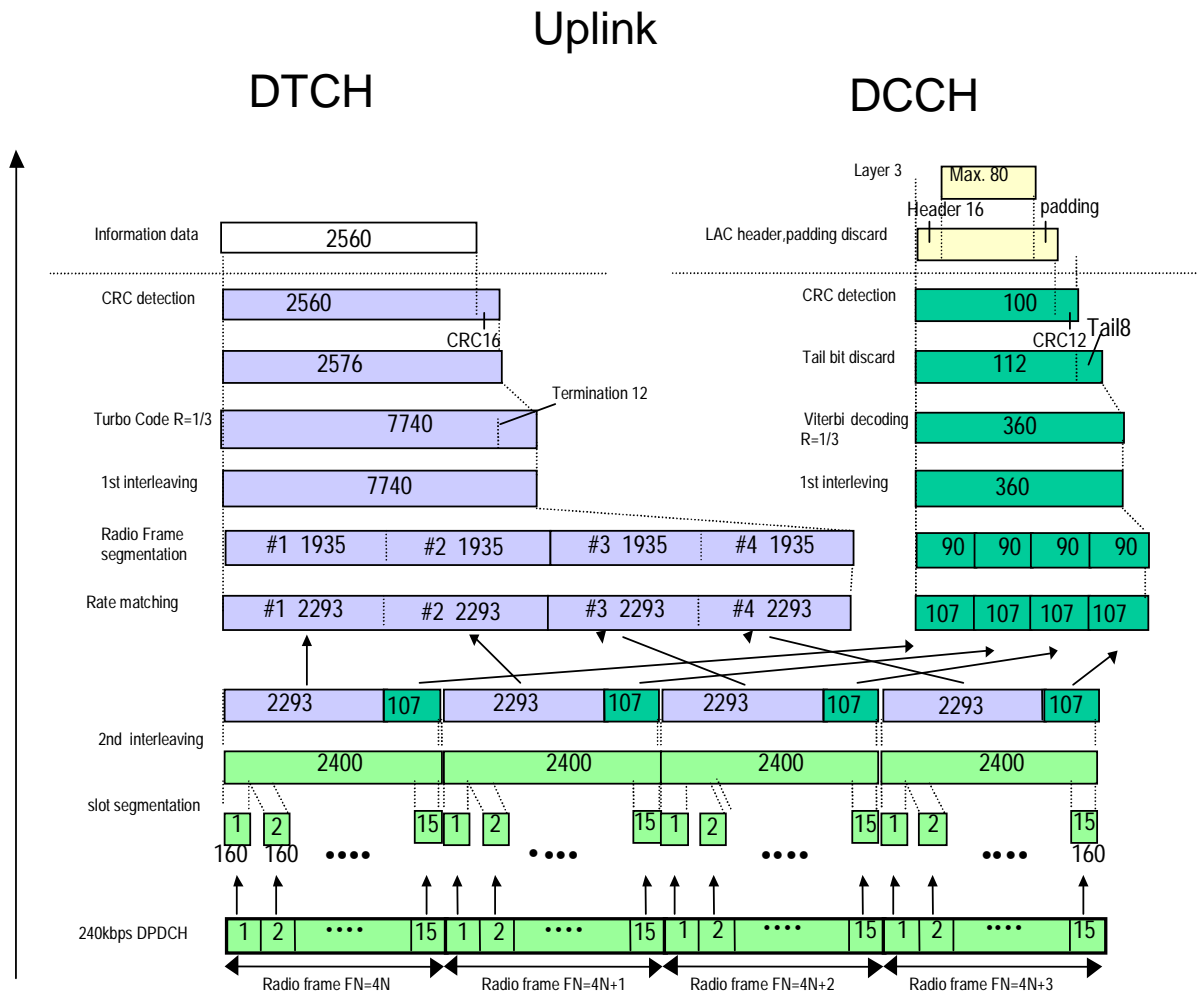 Uplink
DTCH DCCH
Layer 3 Max. 80
Header 16 padding
Information data 2560 LAC header,padding discard
CRC detection 2560 CRC detection 100
CRC16 CRC12 Tail8
2576 Tail bit discard 112
Termination 12
Turbo Code R=1/3 7740 Viterbi decoding R=1/3 360
1st interleaving 7740 1st interleving 360
Radio Frame segmentation #1 1935 #2 1935 #3 1935 #4 1935 90 90 90 90
Rate matching #1 2293 #2 2293 #3 2293 #4 2293 107 107 107 107
2293 107 2293 107 2293 107 2293 107
2nd interleaving
2400 2400 2400 2400
slot segmentation
1 2 15 1 2 15 1 2 15 1 2 15
160 160 •••• •••• •••• •••• 160
240kbps DPDCH 1 2 •••• 15 1 2 •••• 15 1 2 •••• 15 1 2 •••• 15
Radio frame FN=4N Radio frame FN=4N+1 Radio frame FN=4N+2 Radio frame FN=4N+3